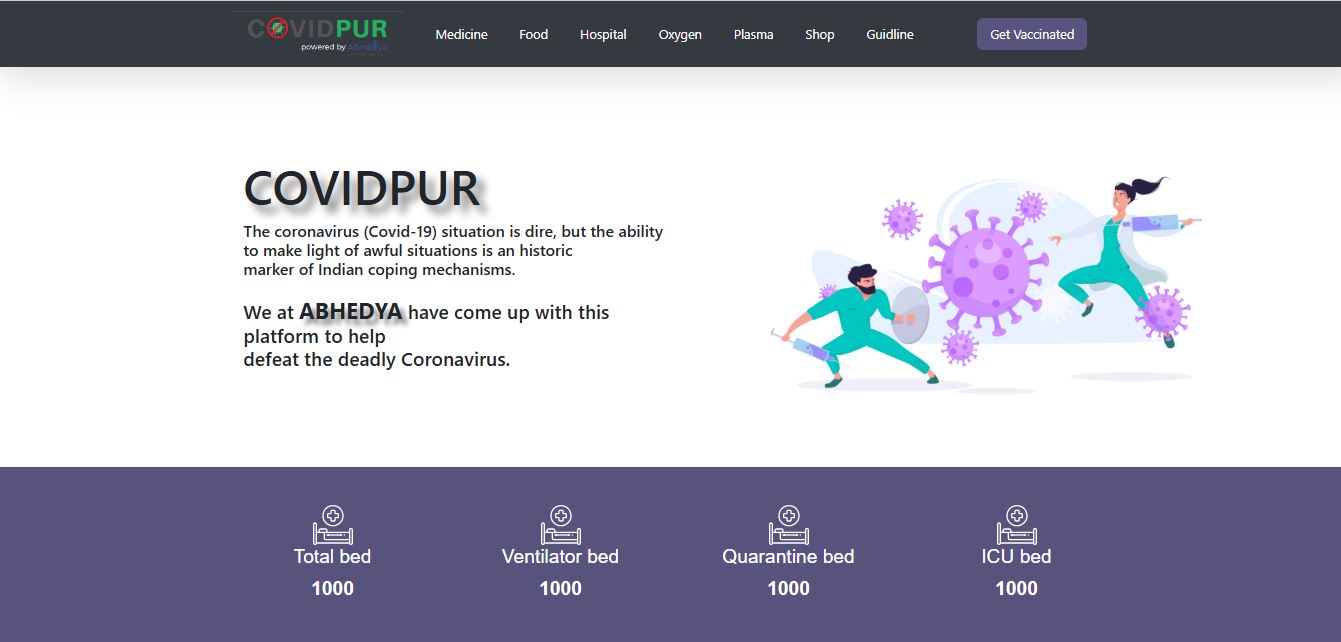 COVIDPUR
powered by Abhedya
Medicine Food Hospital Oxygen Plasma Shop Guidline Get Vaccinated
COVIDPUR
The coronavirus (Covid-19) situation is dire, but the ability
to make light of awful situations is an historic
marker of Indian coping mechanisms.
We at ABHEDYA have come up with this
platform to help
defeat the deadly Coronavirus.
Total bed Ventilator bed Quarantine bed ICU bed
1000 1000 1000 1000